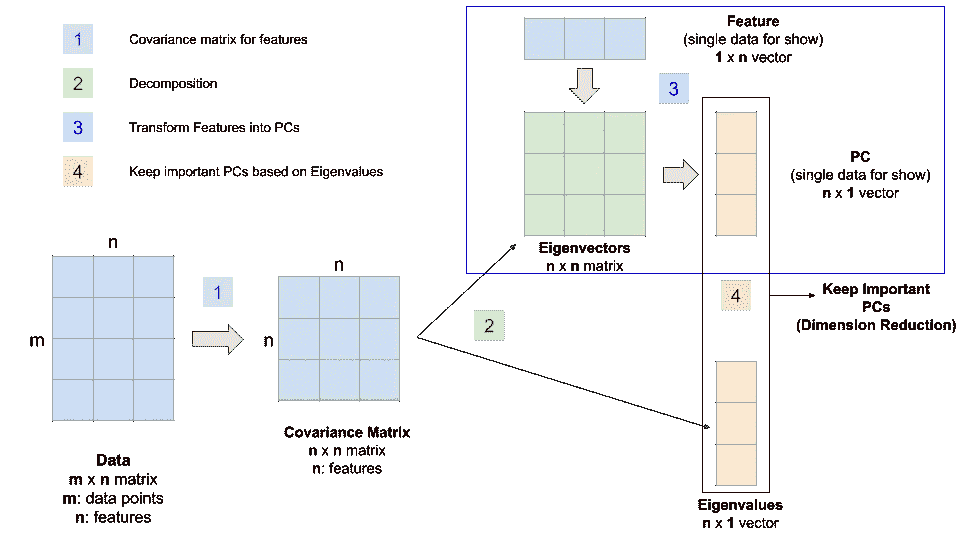 1 Covariance matrix for features
2 Decomposition
3 Transform Features into PCs
4 Keep important PCs based on Eigenvalues
Feature
(single data for show)
1 x n vector
3
PC
(single data for show)
n x 1 vector
Eigenvectors
n x n matrix
n
m
1
n
n
2
4
Keep Important
PCs
(Dimension Reduction)
Data
m x n matrix
m: data points
n: features
Covariance Matrix
n x n matrix
n: features
Eigenvalues
n x 1 vector